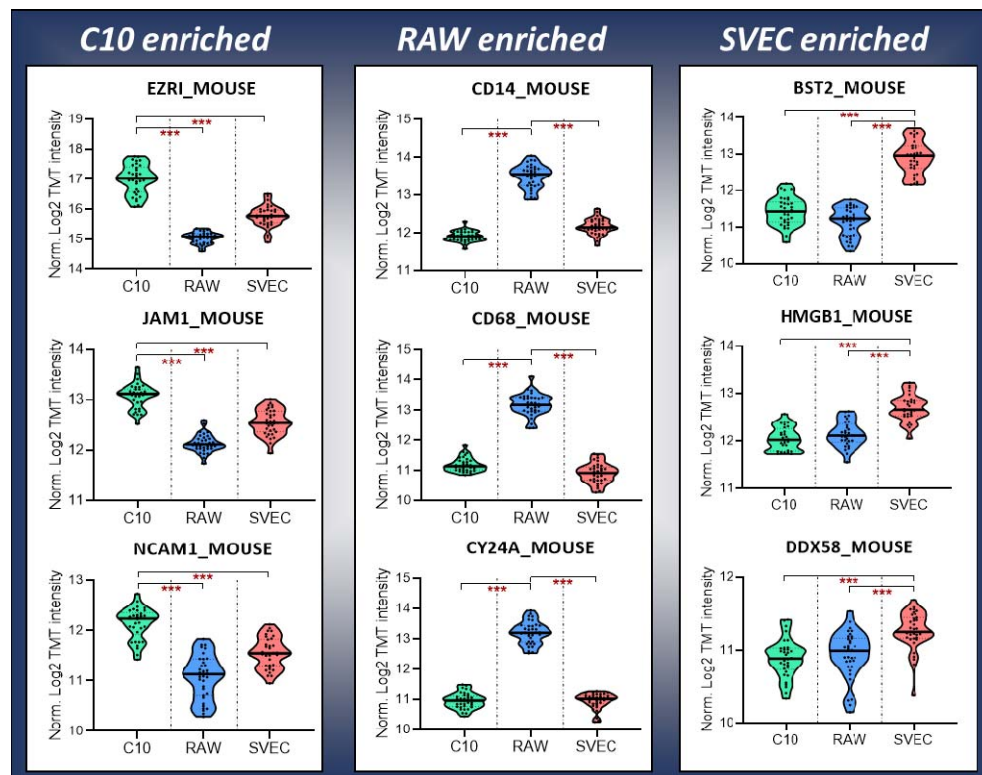 C10 enriched
RAW enriched
SVEC enriched
EZRI_MOUSE
Norm. Log2 TMT intensity
19
18
17
16
15
14
***
***
C10 RAW SVEC
JAM1_MOUSE
Norm. Log2 TMT intensity
14
13
12
11
***
***
C10 RAW SVEC
NCAM1_MOUSE
Norm. Log2 TMT intensity
13
12
11
10
***
***
C10 RAW SVEC
CD14_MOUSE
Norm. Log2 TMT intensity
15
14
13
12
11
*** ***
C10 RAW SVEC
CD68_MOUSE
Norm. Log2 TMT intensity
15
14
13
12
11
10
*** ***
C10 RAW SVEC
CY24A_MOUSE
Norm. Log2 TMT intensity
15
14
13
12
11
10
*** ***
C10 RAW SVEC
BST2_MOUSE
Norm. Log2 TMT intensity
14
13
12
11
10
***
***
C10 RAW SVEC
HMGB1_MOUSE
Norm. Log2 TMT intensity
14
13
12
11
***
***
C10 RAW SVEC
DDX58_MOUSE
Norm. Log2 TMT intensity
12
11
10
***
***
C10 RAW SVEC